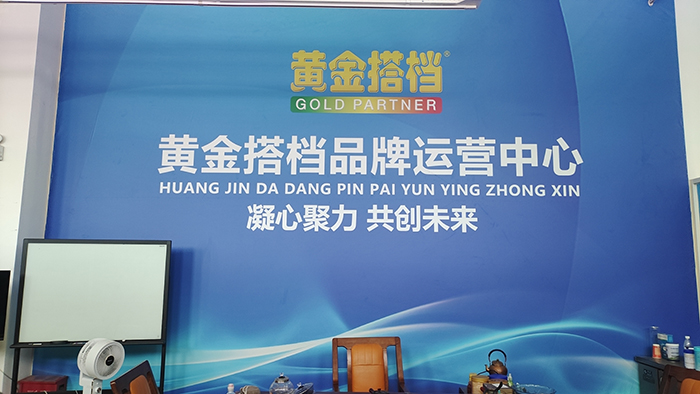 黄金搭档®
GOLD PARTNER
黄金搭档品牌运营中心
HUANG JIN DA DANG PIN PAI YUN YING ZHONG XIN
凝心聚力 共创未来